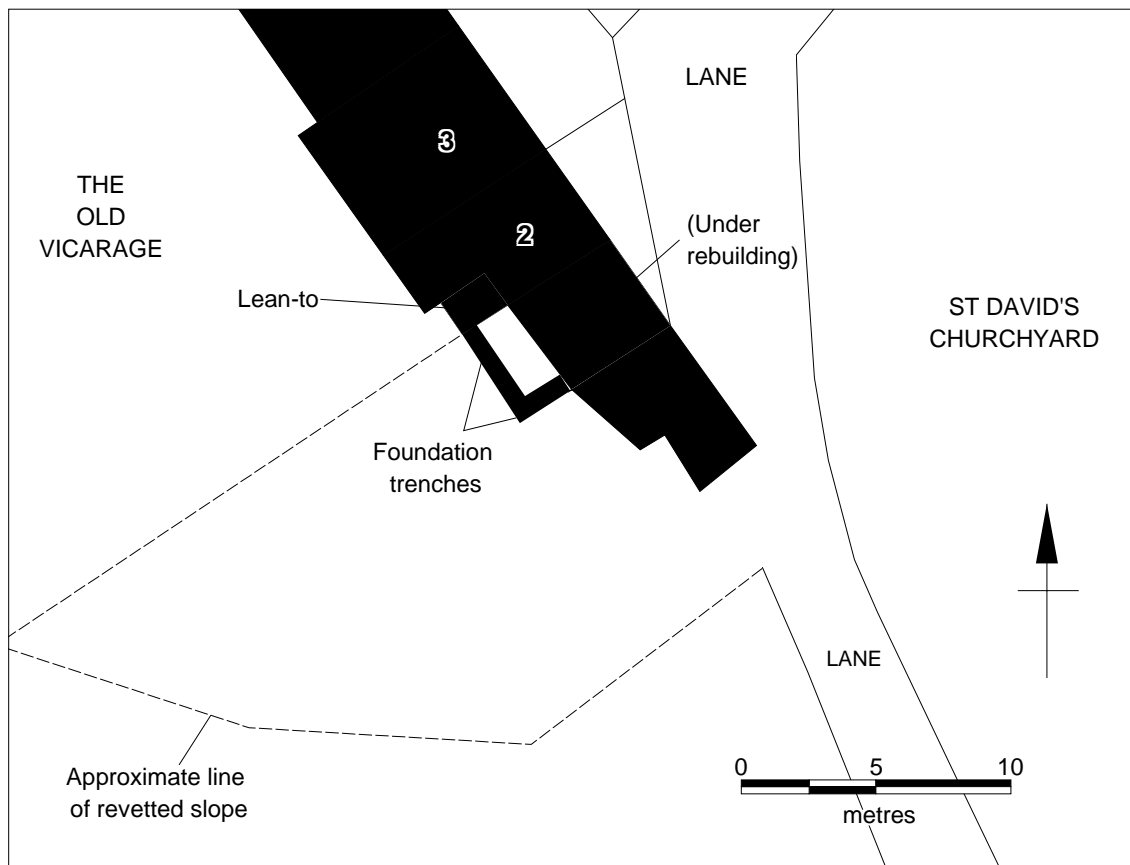 LANE
3
THE
OLD
VICARAGE
2
(Under
rebuilding)
Lean-to
ST DAVID'S
CHURCHYARD
Foundation
trenches
LANE
Approximate line
of revetted slope
0 5 10
metres